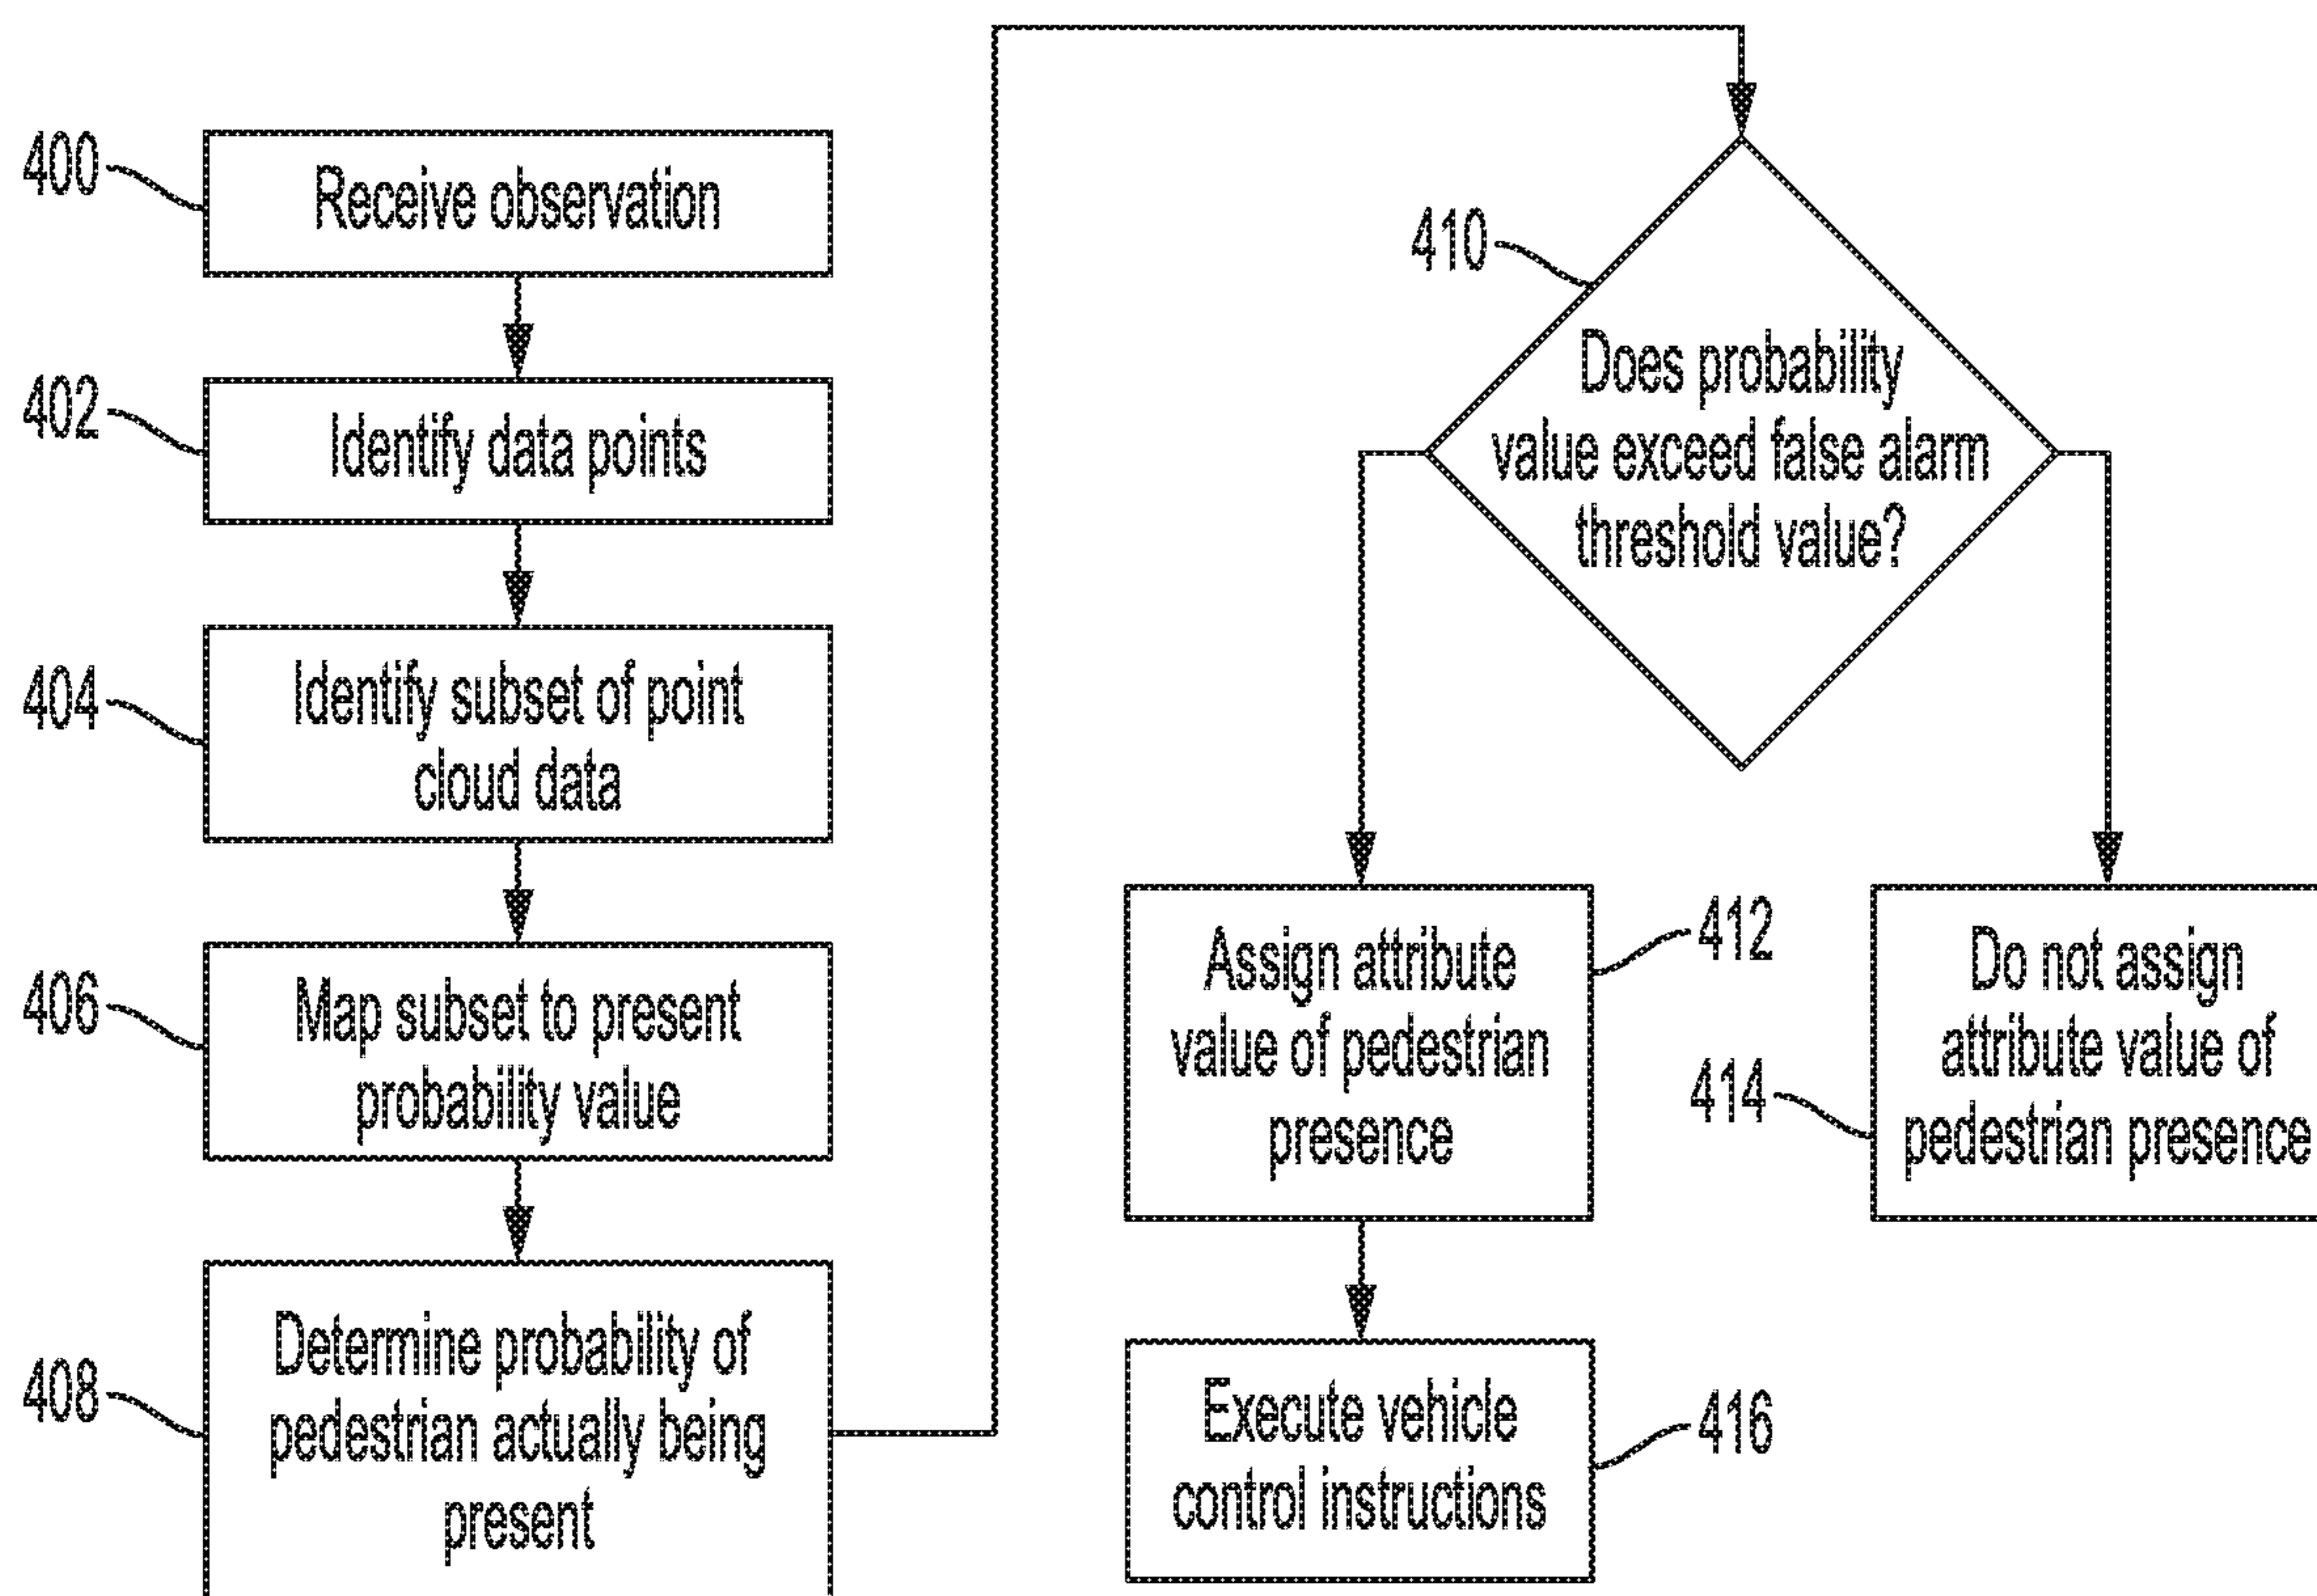 400
Receive observation
402
Identify data points
404
Identify subset of point
cloud data
406
Map subset to present
probability value
408
Determine probability of
pedestrian actually being
present
410
Does probability
value exceed false alarm
threshold value?
412
Assign attribute
value of pedestrian
presence
414
Do not assign
attribute value of
pedestrian presence
416
Execute vehicle
control instructions